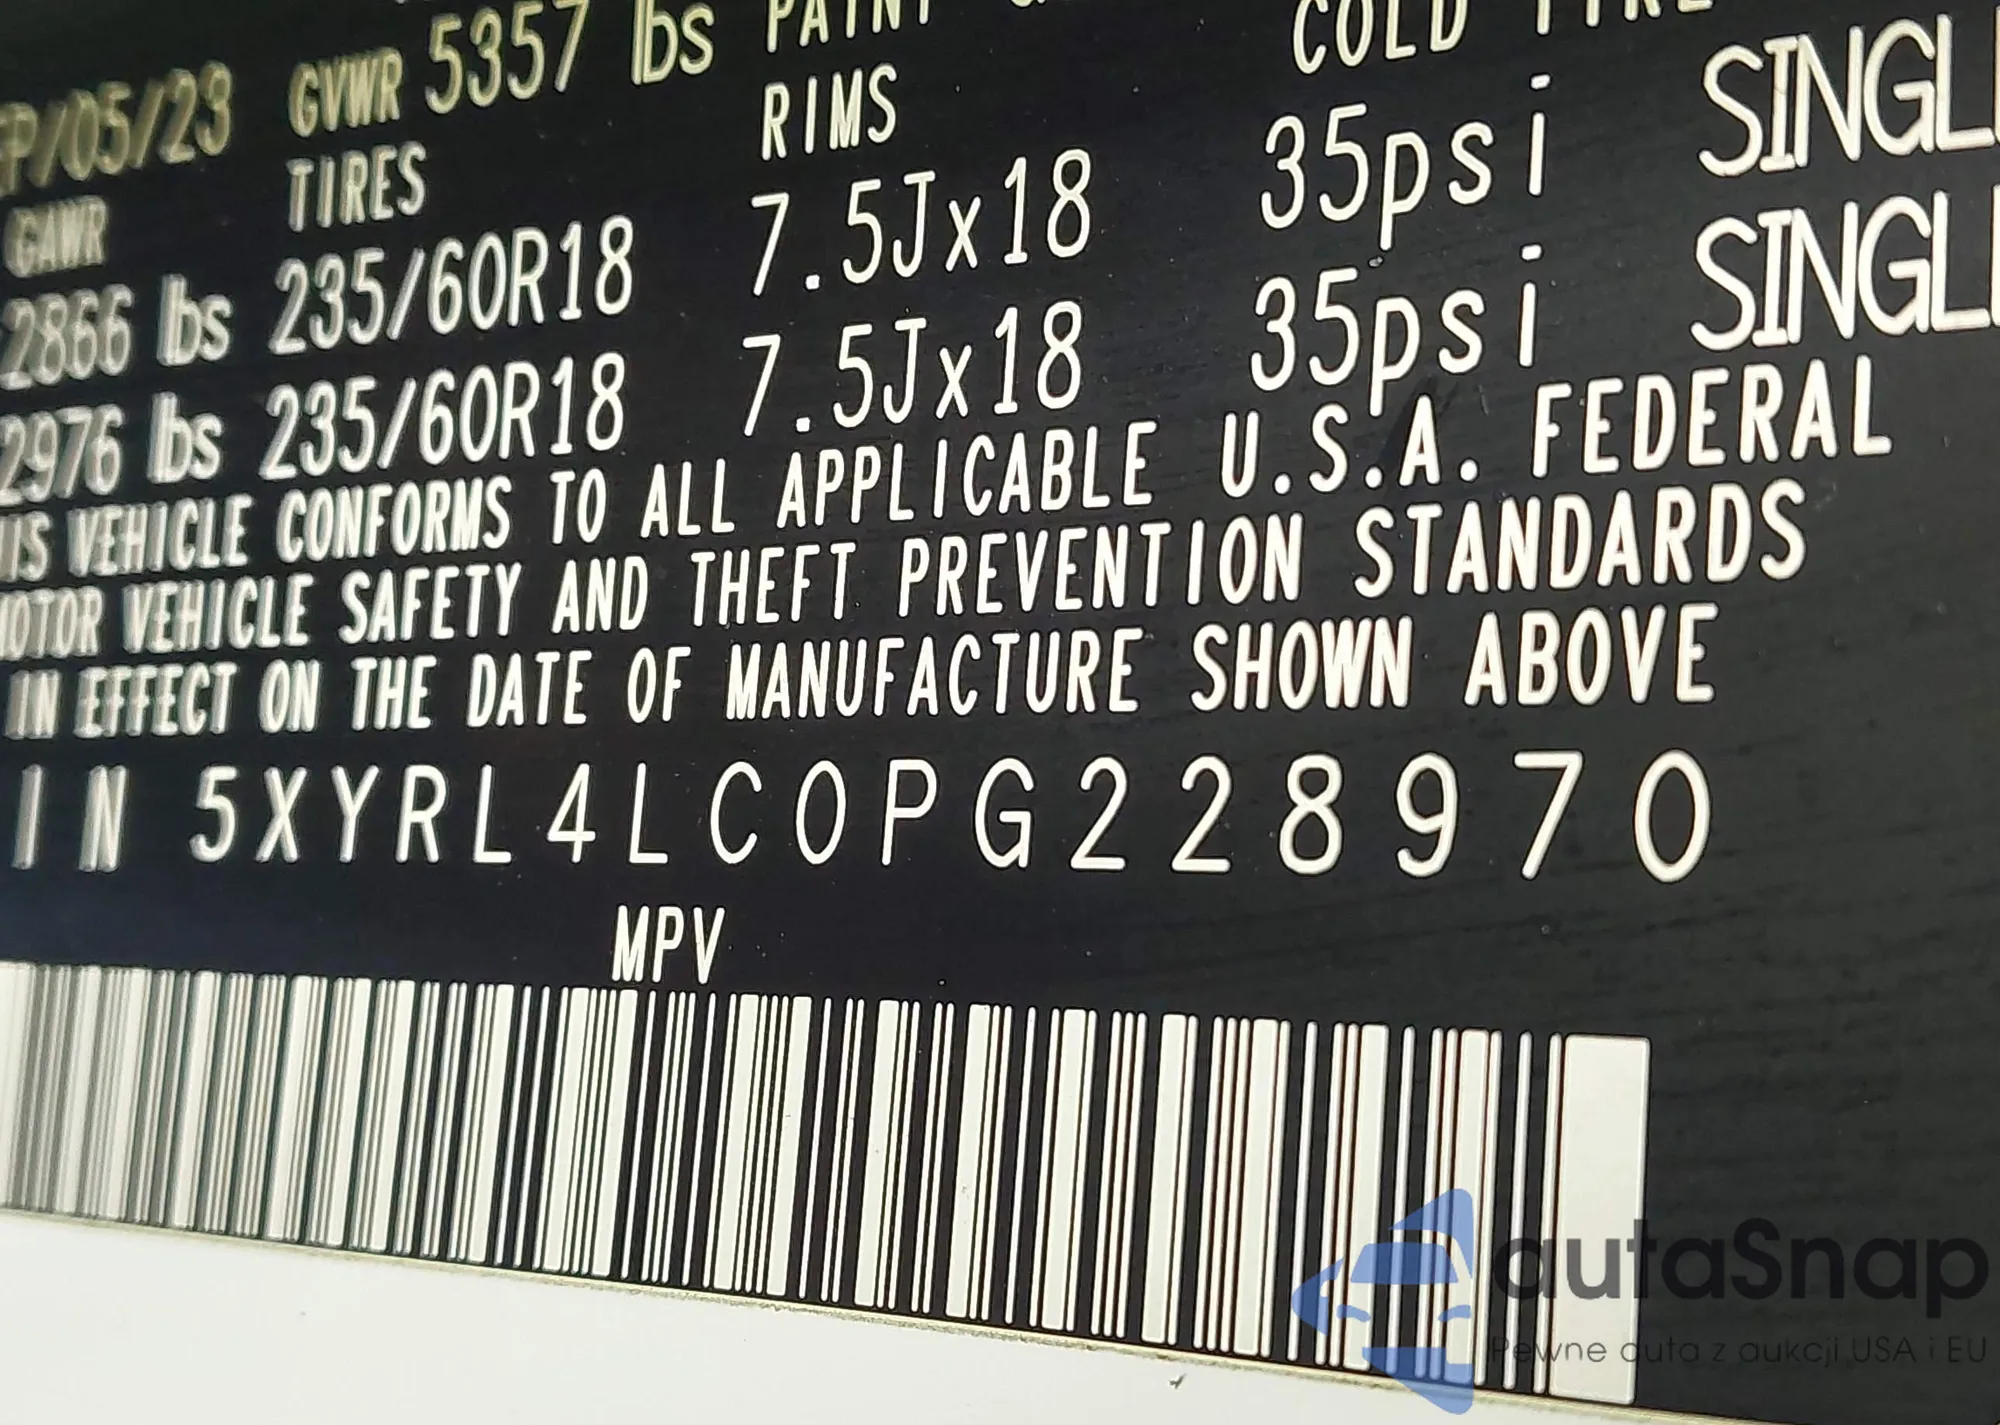 P/05/23 GVWR 5357 lbs PAINT
GAWR TIRES RIMS COLD TIRE
2866 lbs 235/60R18 7.5Jx18 35psi SINGL
2976 lbs 235/60R18 7.5Jx18 35psi SINGL
IS VEHICLE CONFORMS TO ALL APPLICABLE U.S.A. FEDERAL
OTOR VEHICLE SAFETY AND THEFT PREVENTION STANDARDS
IN EFFECT ON THE DATE OF MANUFACTURE SHOWN ABOVE
IN 5XYRL4LC0PG228970
MPV
autaSnap
Pewne auta z aukcji USA i EU